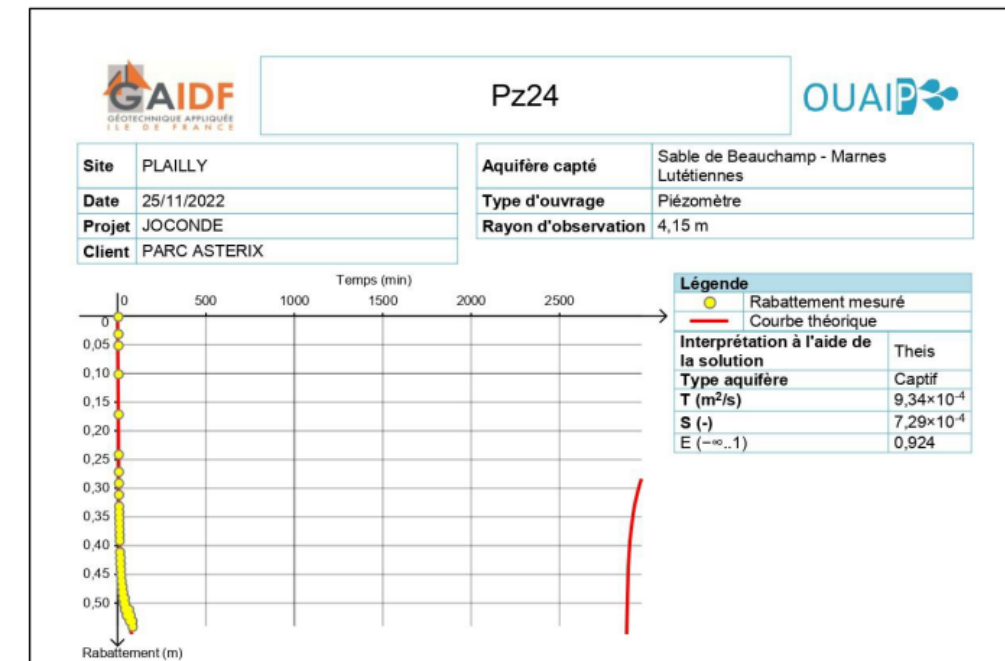 GAIDF
GÉOTECHNIQUE APPLIQUÉE
ILE DE FRANCE
Pz24
OUAIP
Site PLAILLY
Date 25/11/2022
Projet JOCONDE
Client PARC ASTERIX
Aquifère capté Sable de Beauchamp - Marnes
Lutétiennes
Type d'ouvrage Piézomètre
Rayon d'observation 4,15 m
Temps (min)
0 500 1000 1500 2000 2500
0
0,05
0,10
0,15
0,20
0,25
0,30
0,35
0,40
0,45
0,50
Rabattement (m)
Légende
Rabattement mesuré
Courbe théorique
Interprétation à l'aide de
la solution Theis
Type aquifère Captif
T (m²/s) 9,34×10⁻⁴
S (-) 7,29×10⁻⁴
E (−∞..1) 0,924